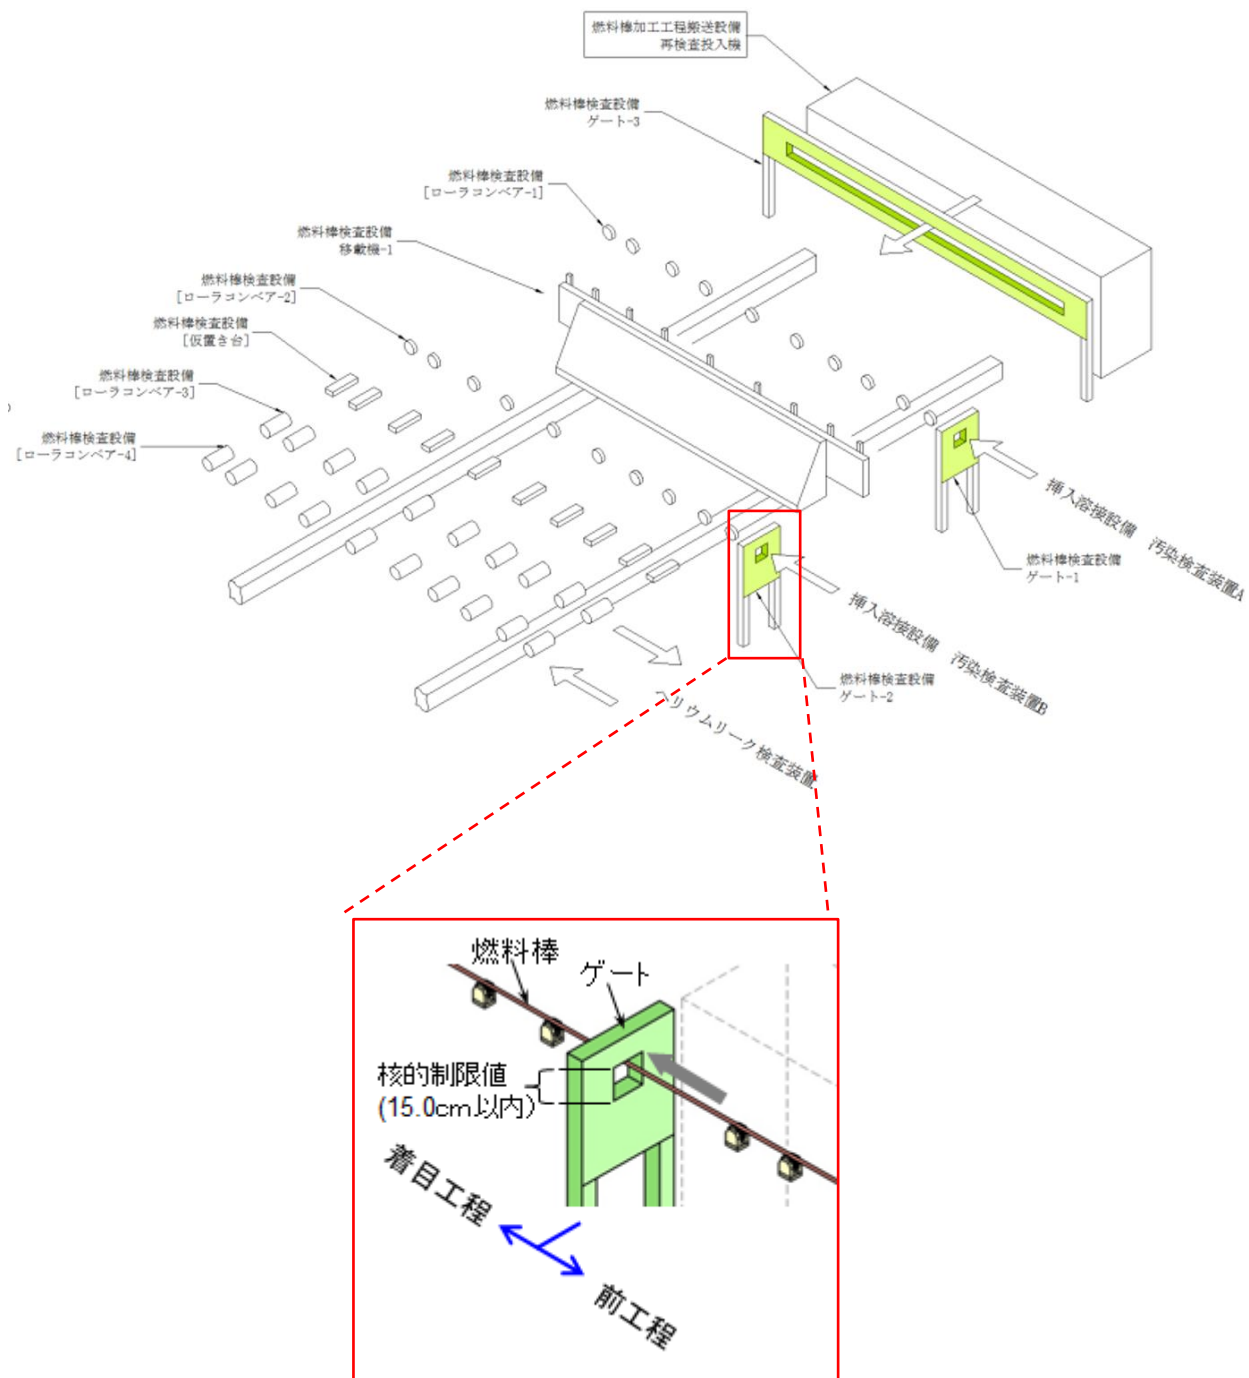 燃料棒加工工程搬送設備
再検査投入機
燃料棒検査設備
ゲート-3
燃料棒検査設備
[ローラコンベア-1]
燃料棒検査設備
移載機-1
燃料棒検査設備
[ローラコンベア-2]
燃料棒検査設備
[仮置き台]
燃料棒検査設備
[ローラコンベア-3]
燃料棒検査設備
[ローラコンベア-4]
挿入溶接設備 汚染検査装置A
燃料棒検査設備
ゲート-1
挿入溶接設備 汚染検査装置B
燃料棒検査設備
ゲート-2
ヘリウムリーク検査装置
燃料棒
ゲート
核的制限値
(15.0cm以内)
着目工程
前工程